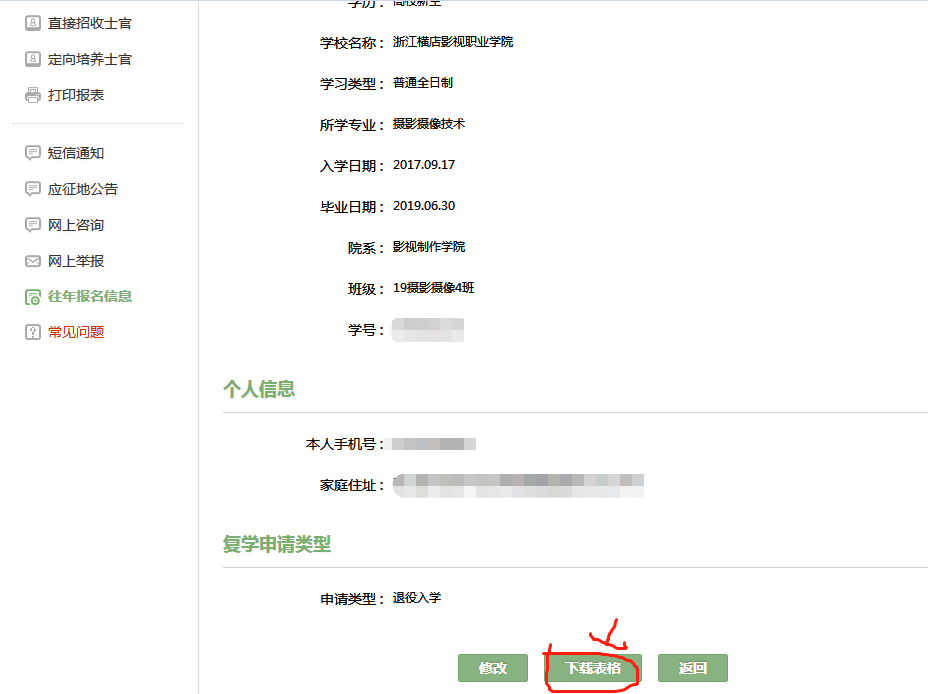 直接招收士官
定向培养士官
打印报表
短信通知
应征地公告
网上咨询
网上举报
往年报名信息
常见问题
学历： 高校新生
学校名称： 浙江横店影视职业学院
学习类型： 普通全日制
所学专业： 摄影摄像技术
入学日期： 2017.09.17
毕业日期： 2019.06.30
院系： 影视制作学院
班级： 19摄影摄像4班
学号：
个人信息
本人手机号：
家庭住址：
复学申请类型
申请类型： 退役入学
修改 下载表格 返回